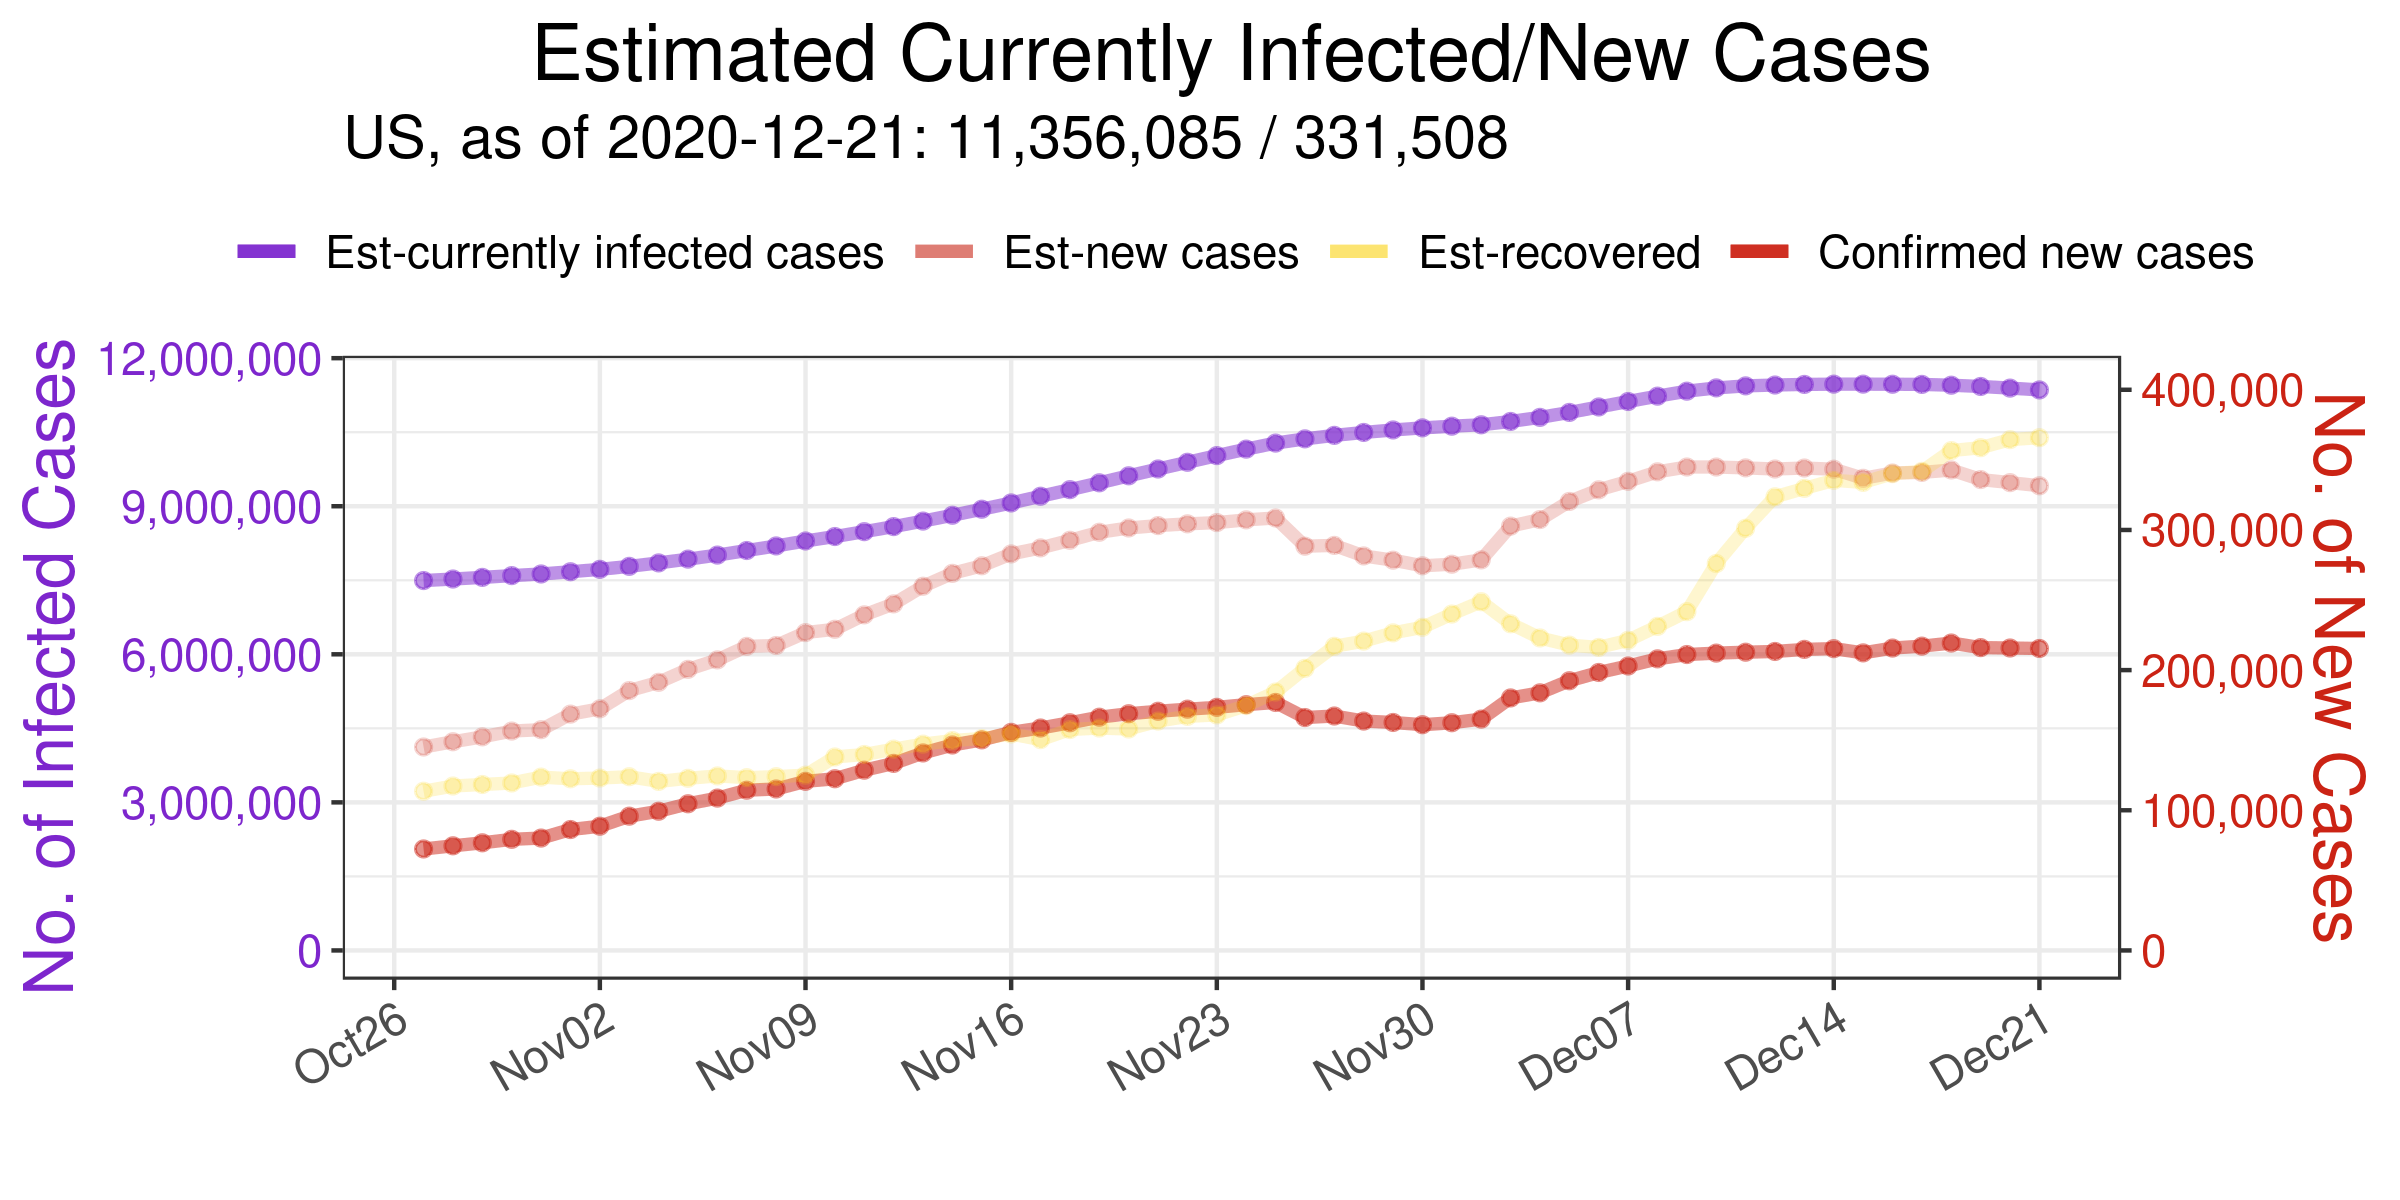 Estimated Currently Infected/New Cases
US, as of 2020-12-21: 11,356,085 / 331,508
Est-currently infected cases Est-new cases Est-recovered Confirmed new cases
No. of Infected Cases
12,000,000
9,000,000
6,000,000
3,000,000
0
400,000
300,000
200,000
100,000
0
No. of New Cases
Oct26 Nov02 Nov09 Nov16 Nov23 Nov30 Dec07 Dec14 Dec21